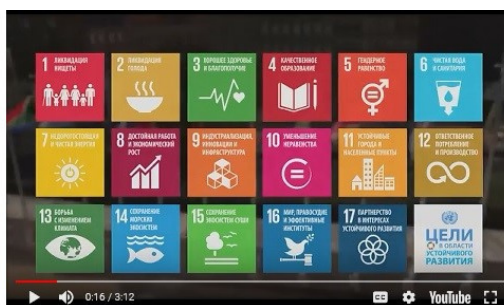 1 ЛИКВИДАЦИЯ
НИЩЕТЫ
2 ЛИКВИДАЦИЯ
ГОЛОДА
3 ХОРОШЕЕ ЗДОРОВЬЕ
И БЛАГОПОЛУЧИЕ
4 КАЧЕСТВЕННОЕ
ОБРАЗОВАНИЕ
5 ГЕНДЕРНОЕ
РАВЕНСТВО
6 ЧИСТАЯ ВОДА
И САНИТАРИЯ
7 НЕДОРОГОСТОЯЩАЯ
И ЧИСТАЯ ЭНЕРГИЯ
8 ДОСТОЙНАЯ РАБОТА
И ЭКОНОМИЧЕСКИЙ
РОСТ
9 ИНДУСТРИАЛИЗАЦИЯ,
ИННОВАЦИИ И
ИНФРАСТРУКТУРА
10 УМЕНЬШЕНИЕ
НЕРАВЕНСТВА
11 УСТОЙЧИВЫЕ
ГОРОДА И
НАСЕЛЕННЫЕ ПУНКТЫ
12 ОТВЕТСТВЕННОЕ
ПОТРЕБЛЕНИЕ
И ПРОИЗВОДСТВО
13 БОРЬБА
С ИЗМЕНЕНИЕМ
КЛИМАТА
14 СОХРАНЕНИЕ
МОРСКИХ
ЭКОСИСТЕМ
15 СОХРАНЕНИЕ
ЭКОСИСТЕМ СУШИ
16 МИР, ПРАВОСУДИЕ
И ЭФФЕКТИВНЫЕ
ИНСТИТУТЫ
17 ПАРТНЕРСТВО
В ИНТЕРЕСАХ
УСТОЙЧИВОГО РАЗВИТИЯ
ЦЕЛИ
В ОБЛАСТИ
УСТОЙЧИВОГО
РАЗВИТИЯ
0:16 / 3:12
CC
YouTube